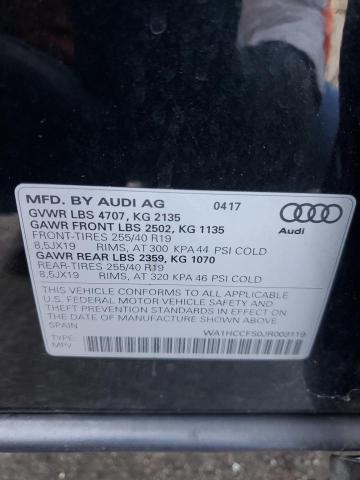 MFD. BY AUDI AG 0417
GVWR LBS 4707, KG 2135
GAWR FRONT LBS 2502, KG 1135
FRONT-TIRES 255/40 R19
8,5JX19 RIMS, AT 300 KPA 44 PSI COLD
GAWR REAR LBS 2359, KG 1070
REAR-TIRES 255/40 R19
8,5JX19 RIMS, AT 320 KPA 46 PSI COLD
Audi
THIS VEHICLE CONFORMS TO ALL APPLICABLE
U.S. FEDERAL MOTOR VEHICLE SAFETY, BUMPER AND
THEFT PREVENTION STANDARDS IN EFFECT ON THE
DATE OF MANUFACTURE SHOWN ABOVE.
SPAIN
WA1HCCFS0JR003119
TYPE:
MPV